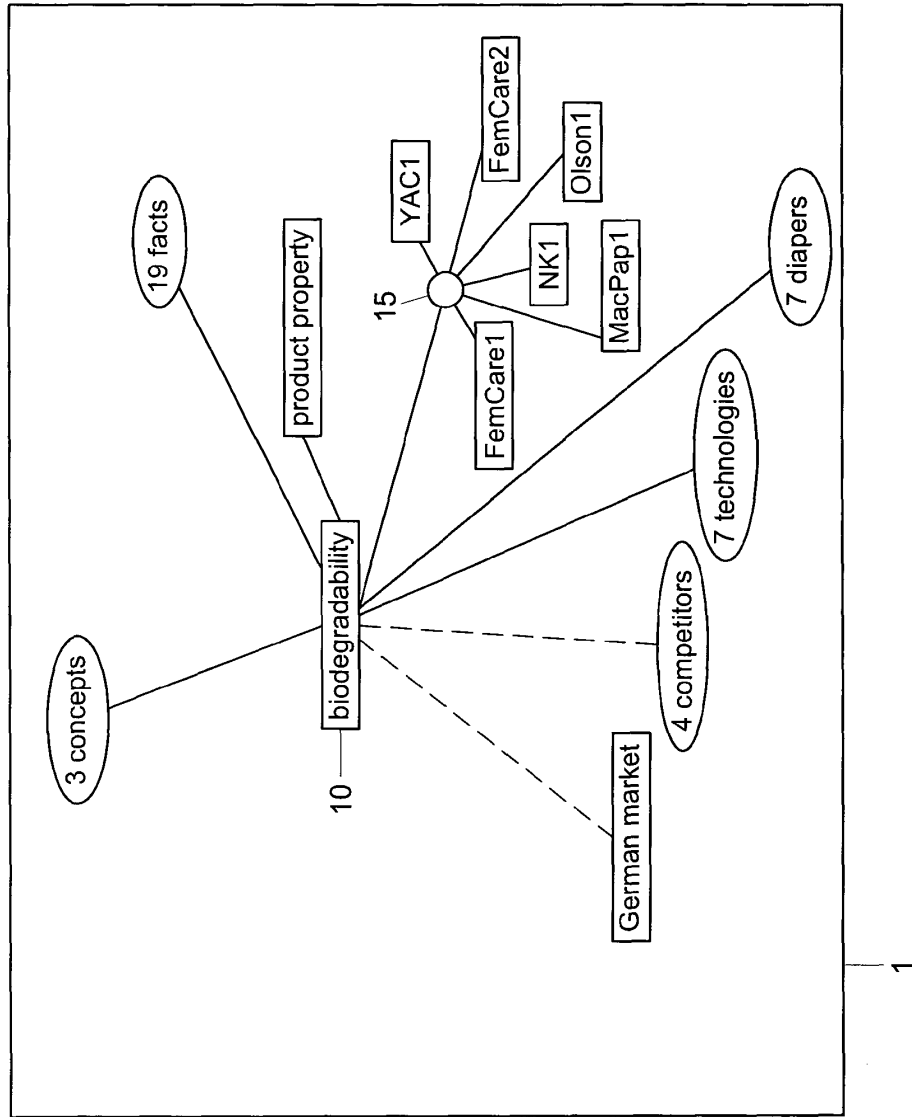 3 concepts
19 facts
10
biodegradability
product property
15
YAC1
FemCare2
FemCare1
NK1
Olson1
MacPap1
German market
4 competitors
7 technologies
7 diapers
1